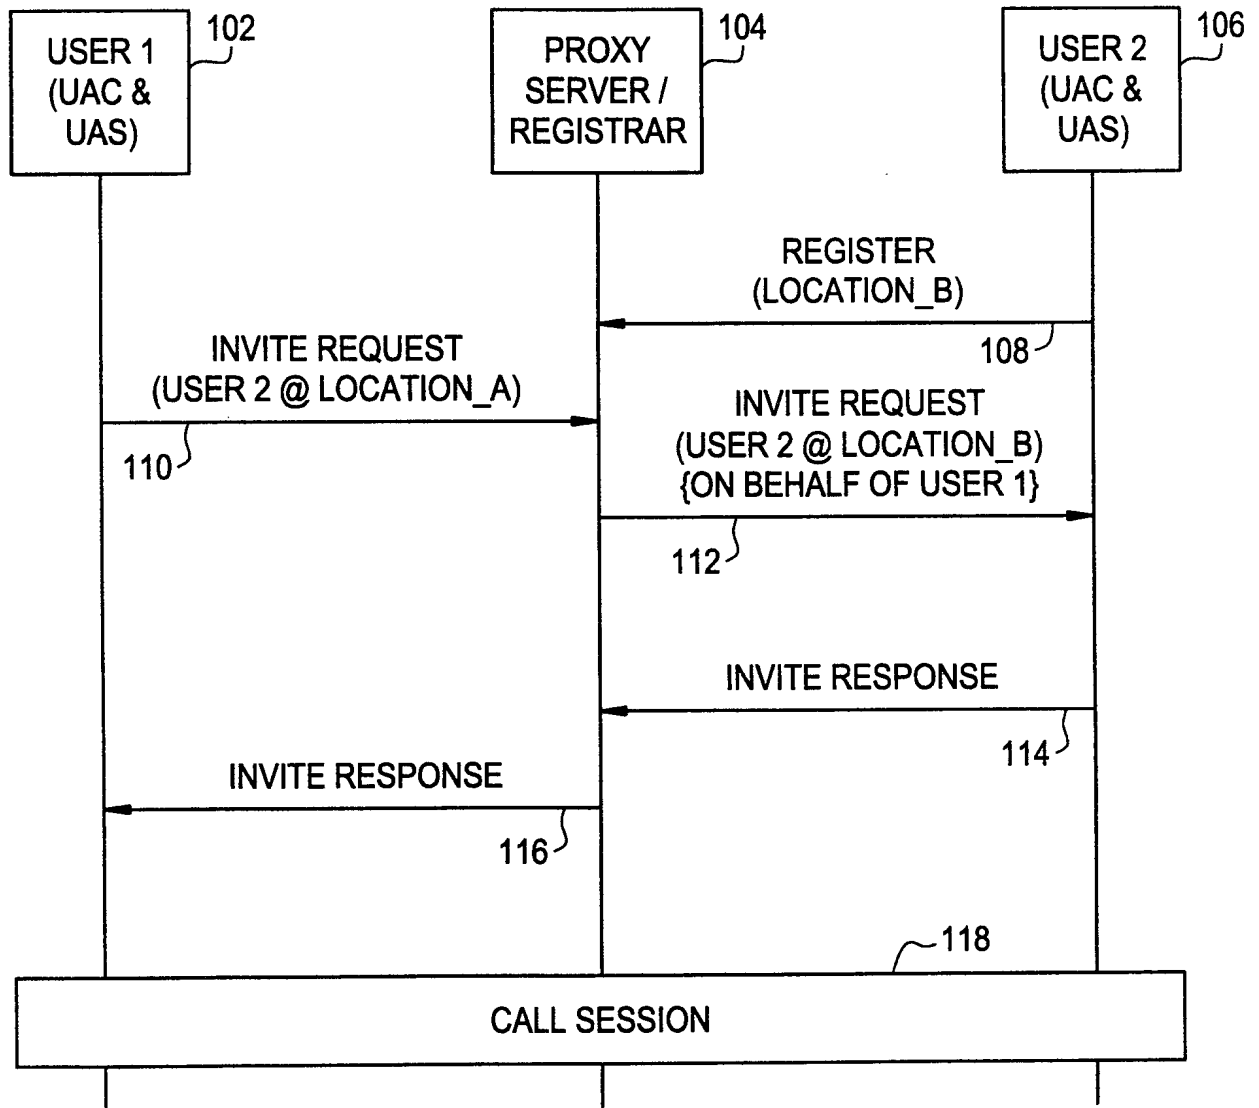 USER 1
(UAC &
UAS)
102
PROXY
SERVER /
REGISTRAR
104
USER 2
(UAC &
UAS)
106
REGISTER
(LOCATION_B)
108
INVITE REQUEST
(USER 2 @ LOCATION_A)
110
INVITE REQUEST
(USER 2 @ LOCATION_B)
{ON BEHALF OF USER 1}
112
INVITE RESPONSE
114
INVITE RESPONSE
116
118
CALL SESSION